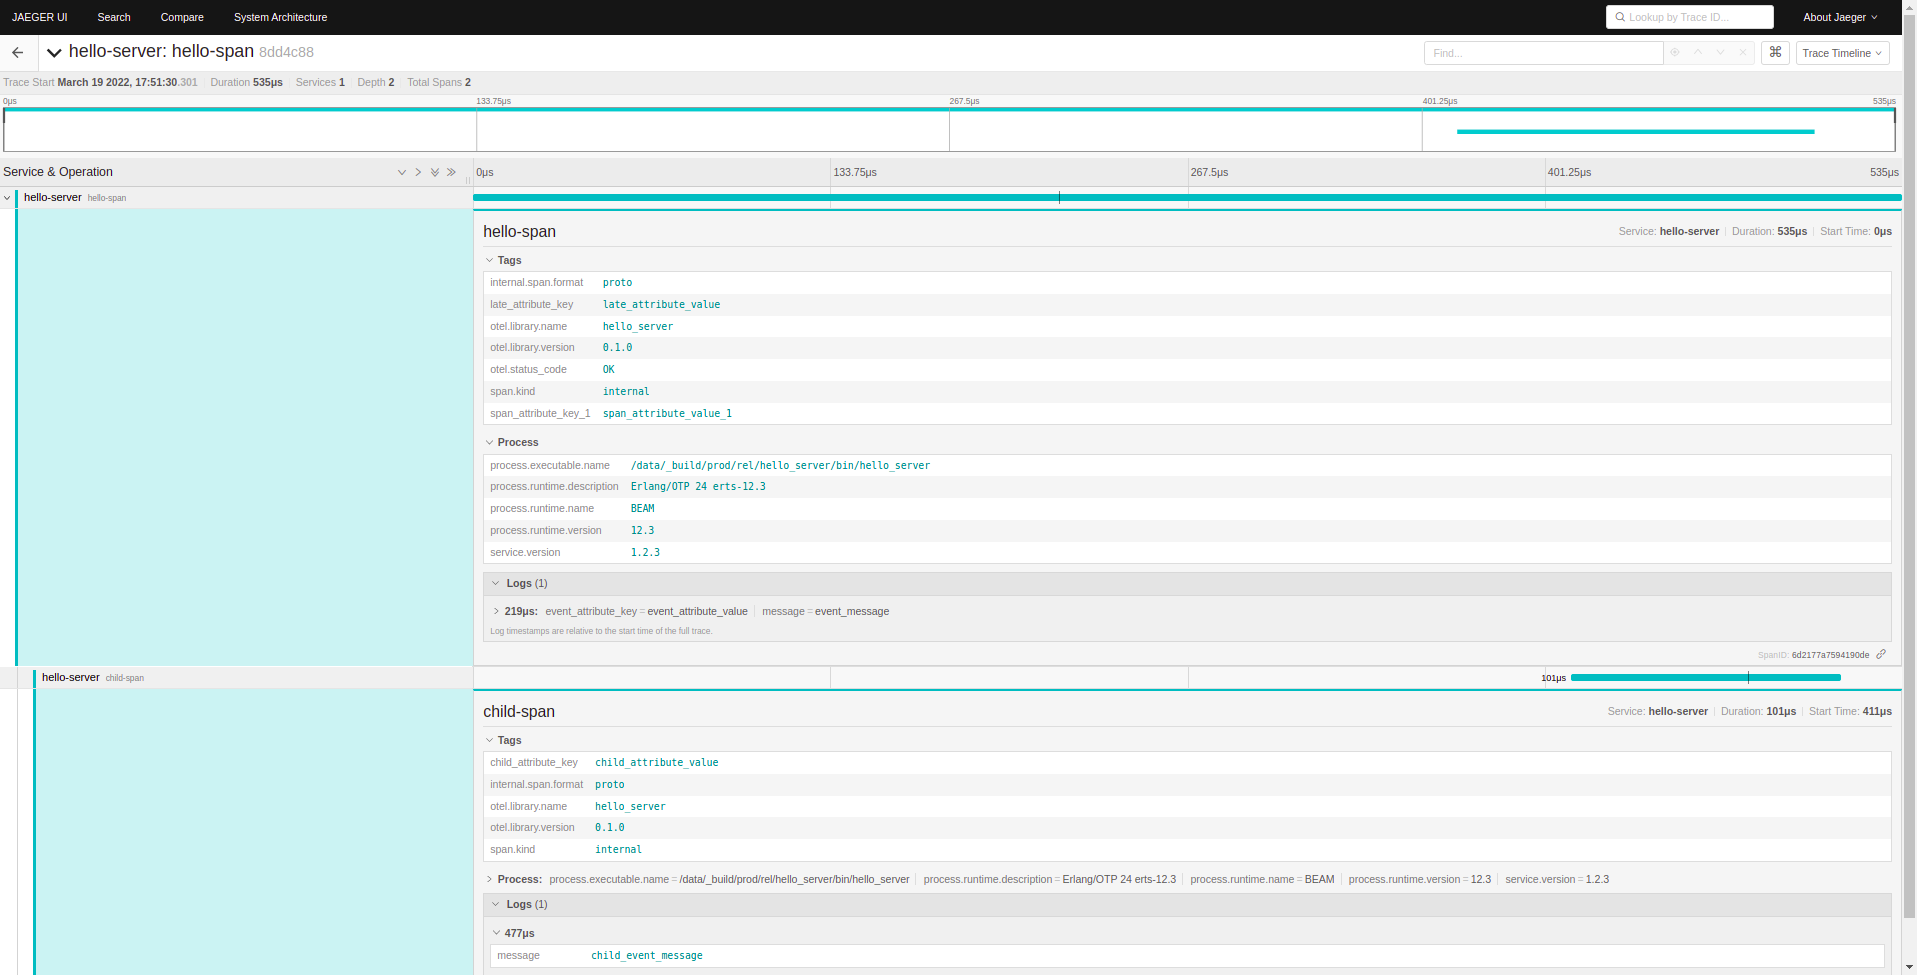 JAEGER UI Search Compare System Architecture Lookup by Trace ID... About Jaeger
hello-server: hello-span 8dd4c88 Find... ⌘ Trace Timeline
Trace Start March 19 2022, 17:51:30.301 Duration 535μs Services 1 Depth 2 Total Spans 2
0μs 133.75μs 267.5μs 401.25μs 535μs
Service & Operation 0μs 133.75μs 267.5μs 401.25μs 535μs
hello-server hello-span
hello-span Service: hello-server Duration: 535μs Start Time: 0μs
Tags
internal.span.format proto
late_attribute_key late_attribute_value
otel.library.name hello_server
otel.library.version 0.1.0
otel.status_code OK
span.kind internal
span_attribute_key_1 span_attribute_value_1
Process
process.executable.name /data/_build/prod/rel/hello_server/bin/hello_server
process.runtime.description Erlang/OTP 24 erts-12.3
process.runtime.name BEAM
process.runtime.version 12.3
service.version 1.2.3
Logs (1)
219μs: event_attribute_key = event_attribute_value message = event_message
Log timestamps are relative to the start time of the full trace.
SpanID: 6d2177a7594190de
hello-server child-span 101μs
child-span Service: hello-server Duration: 101μs Start Time: 411μs
Tags
child_attribute_key child_attribute_value
internal.span.format proto
otel.library.name hello_server
otel.library.version 0.1.0
span.kind internal
Process: process.executable.name = /data/_build/prod/rel/hello_server/bin/hello_server process.runtime.description = Erlang/OTP 24 erts-12.3 process.runtime.name = BEAM process.runtime.version = 12.3 service.version = 1.2.3
Logs (1)
477μs
message child_event_message